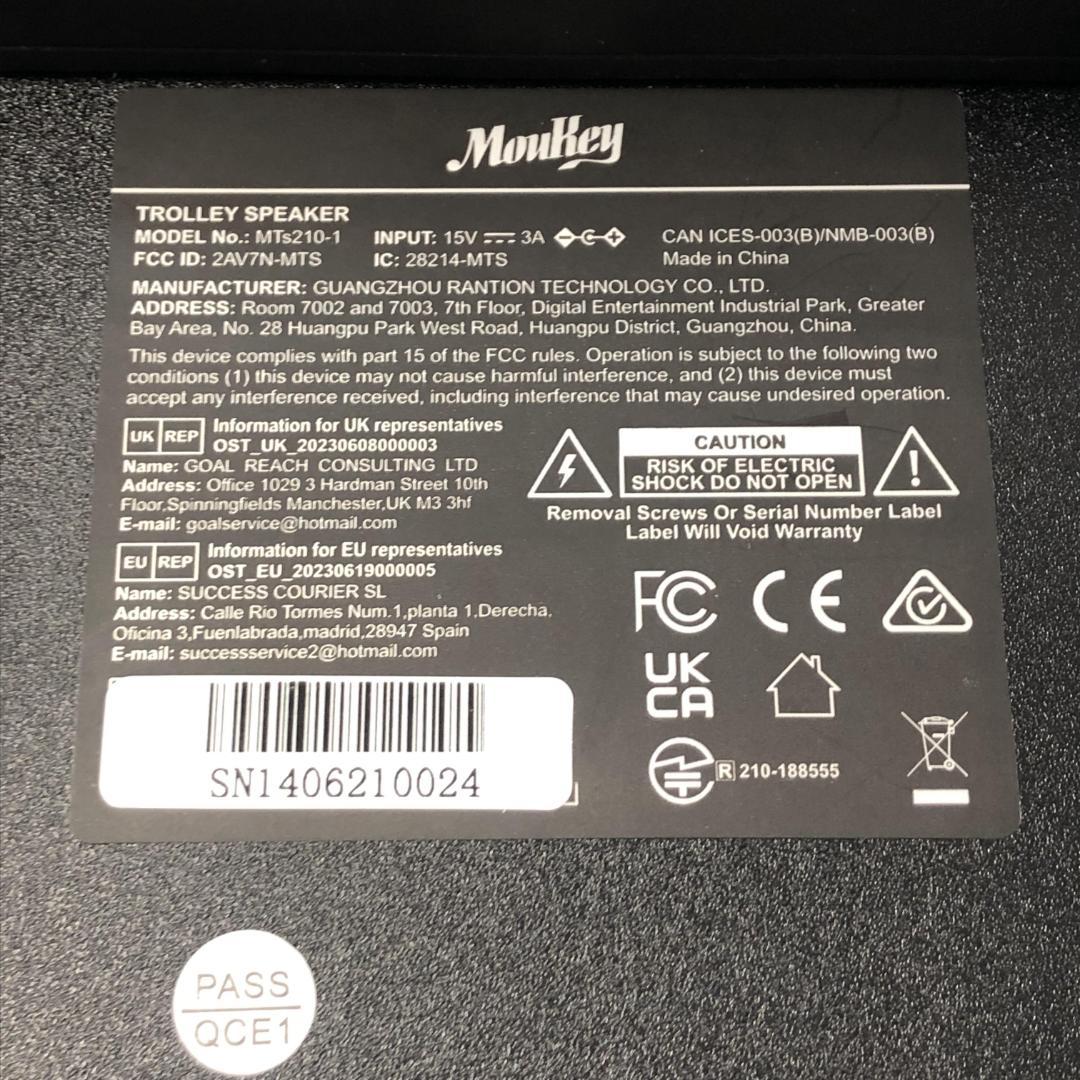 MouKey
TROLLEY SPEAKER
MODEL No.: MTs210-1 INPUT: 15V 3A CAN ICES-003(B)/NMB-003(B)
FCC ID: 2AV7N-MTS IC: 28214-MTS Made in China
MANUFACTURER: GUANGZHOU RANTION TECHNOLOGY CO., LTD.
ADDRESS: Room 7002 and 7003, 7th Floor, Digital Entertainment Industrial Park, Greater
Bay Area, No. 28 Huangpu Park West Road, Huangpu District, Guangzhou, China.
This device complies with part 15 of the FCC rules. Operation is subject to the following two
conditions (1) this device may not cause harmful interference, and (2) this device must
accept any interference received, including interference that may cause undesired operation.
UK REP Information for UK representatives
OST_UK_20230608000003
Name: GOAL REACH CONSULTING LTD
Address: Office 1029 3 Hardman Street 10th
Floor,Spinningfields Manchester,UK M3 3hf
E-mail: goalservice@hotmail.com
EU REP Information for EU representatives
OST_EU_20230619000005
Name: SUCCESS COURIER SL
Address: Calle Río Tormes Num.1,planta 1,Derecha,
Oficina 3,Fuenlabrada,madrid,28947 Spain
E-mail: successservice2@hotmail.com
CAUTION
RISK OF ELECTRIC
SHOCK DO NOT OPEN
Removal Screws Or Serial Number Label
Label Will Void Warranty
FC CE
UK
CA
R 210-188555
SN1406210024
PASS
QCE1